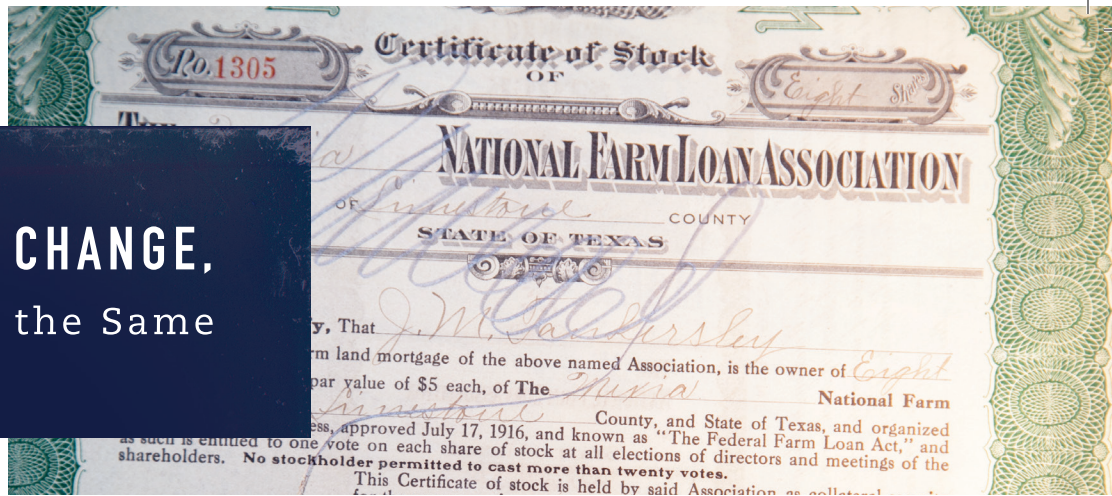 No. 1305
Certificate of Stock
OF
Eight Shares
NATIONAL FARM LOAN ASSOCIATION
OF Limestone COUNTY
STATE OF TEXAS
CHANGE,
the Same
y, That J. M.
rm land mortgage of the above named Association, is the owner of Eight
par value of $5 each, of The Mexia National Farm
Limestone County, and State of Texas, and organized
ess, approved July 17, 1916, and known as "The Federal Farm Loan Act," and
as such is entitled to one vote on each share of stock at all elections of directors and meetings of the
shareholders. No stockholder permitted to cast more than twenty votes.
This Certificate of stock is held by said Association as collateral